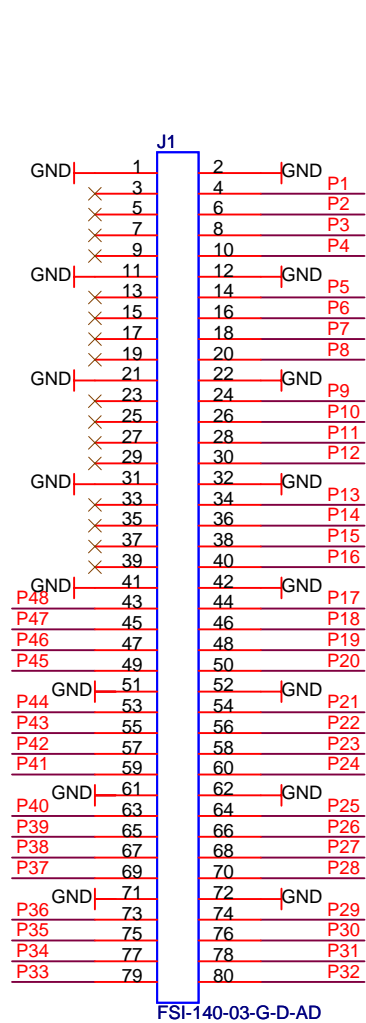 J1
GND 1 2 GND
3 4 P1
5 6 P2
7 8 P3
9 10 P4
GND 11 12 GND
13 14 P5
15 16 P6
17 18 P7
19 20 P8
GND 21 22 GND
23 24 P9
25 26 P10
27 28 P11
29 30 P12
GND 31 32 GND
33 34 P13
35 36 P14
37 38 P15
39 40 P16
GND 41 42 GND
P48 43 44 P17
P47 45 46 P18
P46 47 48 P19
P45 49 50 P20
GND 51 52 GND
P44 53 54 P21
P43 55 56 P22
P42 57 58 P23
P41 59 60 P24
GND 61 62 GND
P40 63 64 P25
P39 65 66 P26
P38 67 68 P27
P37 69 70 P28
GND 71 72 GND
P36 73 74 P29
P35 75 76 P30
P34 77 78 P31
P33 79 80 P32
FSI-140-03-G-D-AD